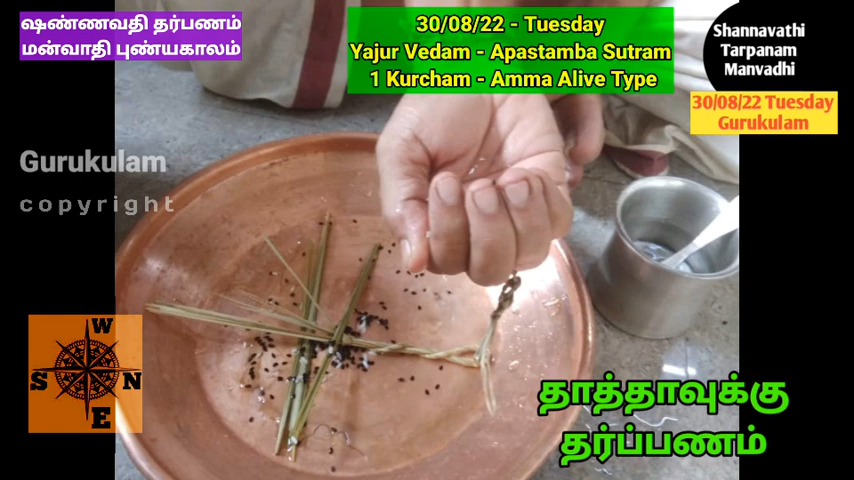 ஷண்ணவதி தர்பணம்
மன்வாதி புண்யகாலம்
30/08/22 - Tuesday
Yajur Vedam - Apastamba Sutram
1 Kurcham - Amma Alive Type
Shannavathi
Tarpanam
Manvadhi
30/08/22 Tuesday
Gurukulam
Gurukulam
copyright
W
S N
E
தாத்தாவுக்கு
தர்ப்பணம்